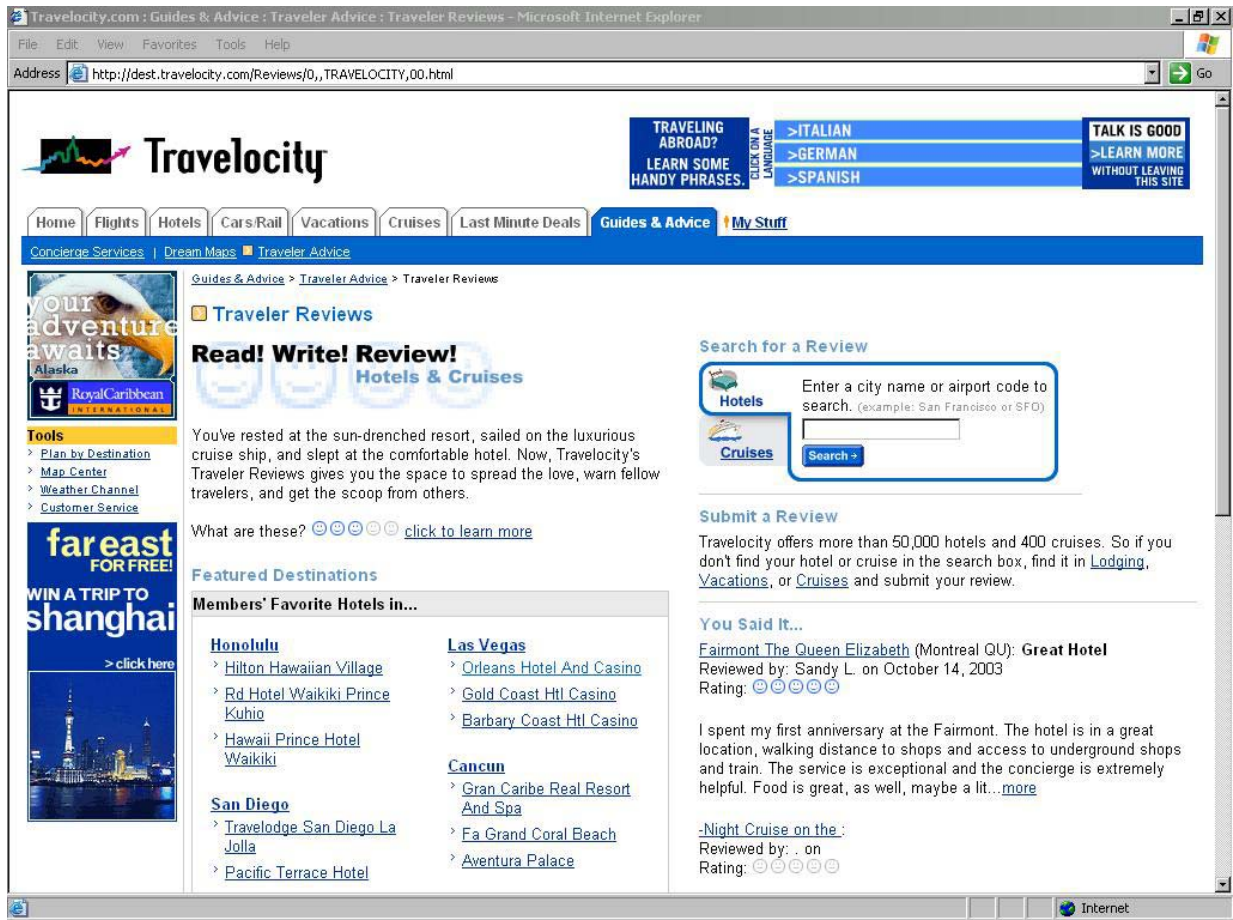 Travelocity.com : Guides & Advice : Traveler Advice : Traveler Reviews - Microsoft Internet Explorer
File Edit View Favorites Tools Help
Address http://dest.travelocity.com/Reviews/0,,TRAVELOCITY,00.html Go
Travelocity
TRAVELING
ABROAD?
LEARN SOME
HANDY PHRASES.
CLICK ON A
LANGUAGE
>ITALIAN
>GERMAN
>SPANISH
TALK IS GOOD
>LEARN MORE
WITHOUT LEAVING
THIS SITE
Home Flights Hotels Cars/Rail Vacations Cruises Last Minute Deals Guides & Advice My Stuff
Concierge Services | Dream Maps Traveler Advice
your
adventure
awaits
Alaska
RoyalCaribbean
INTERNATIONAL
Tools
> Plan by Destination
> Map Center
> Weather Channel
> Customer Service
far east
FOR FREE!
WIN A TRIP TO
shanghai
> click here
Guides & Advice > Traveler Advice > Traveler Reviews
Traveler Reviews
Read! Write! Review!
Hotels & Cruises
You've rested at the sun-drenched resort, sailed on the luxurious
cruise ship, and slept at the comfortable hotel. Now, Travelocity's
Traveler Reviews gives you the space to spread the love, warn fellow
travelers, and get the scoop from others.
What are these? click to learn more
Featured Destinations
Members' Favorite Hotels in...
Honolulu
> Hilton Hawaiian Village
> Rd Hotel Waikiki Prince
Kuhio
> Hawaii Prince Hotel
Waikiki
San Diego
> Travelodge San Diego La
Jolla
> Pacific Terrace Hotel
Las Vegas
> Orleans Hotel And Casino
> Gold Coast Htl Casino
> Barbary Coast Htl Casino
Cancun
> Gran Caribe Real Resort
And Spa
> Fa Grand Coral Beach
> Aventura Palace
Search for a Review
Hotels
Cruises
Enter a city name or airport code to
search. (example: San Francisco or SFO)
Search
Submit a Review
Travelocity offers more than 50,000 hotels and 400 cruises. So if you
don't find your hotel or cruise in the search box, find it in Lodging,
Vacations, or Cruises and submit your review.
You Said It...
Fairmont The Queen Elizabeth (Montreal QU): Great Hotel
Reviewed by: Sandy L. on October 14, 2003
Rating:
I spent my first anniversary at the Fairmont. The hotel is in a great
location, walking distance to shops and access to underground shops
and train. The service is exceptional and the concierge is extremely
helpful. Food is great, as well, maybe a lit...more
-Night Cruise on the :
Reviewed by: . on
Rating:
Internet